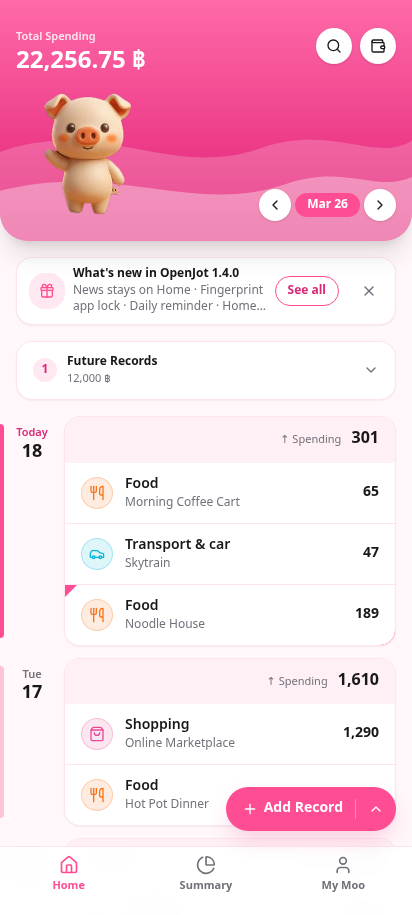 Total Spending
22,256.75 ฿
Mar 26
What's new in OpenJot 1.4.0
News stays on Home · Fingerprint
app lock · Daily reminder · Home...
See all
1
Future Records
12,000 ฿
Today
18
↑ Spending 301
Food
Morning Coffee Cart
65
Transport & car
Skytrain
47
Food
Noodle House
189
Tue
17
↑ Spending 1,610
Shopping
Online Marketplace
1,290
Food
Hot Pot Dinner
Add Record
Home
Summary
My Moo